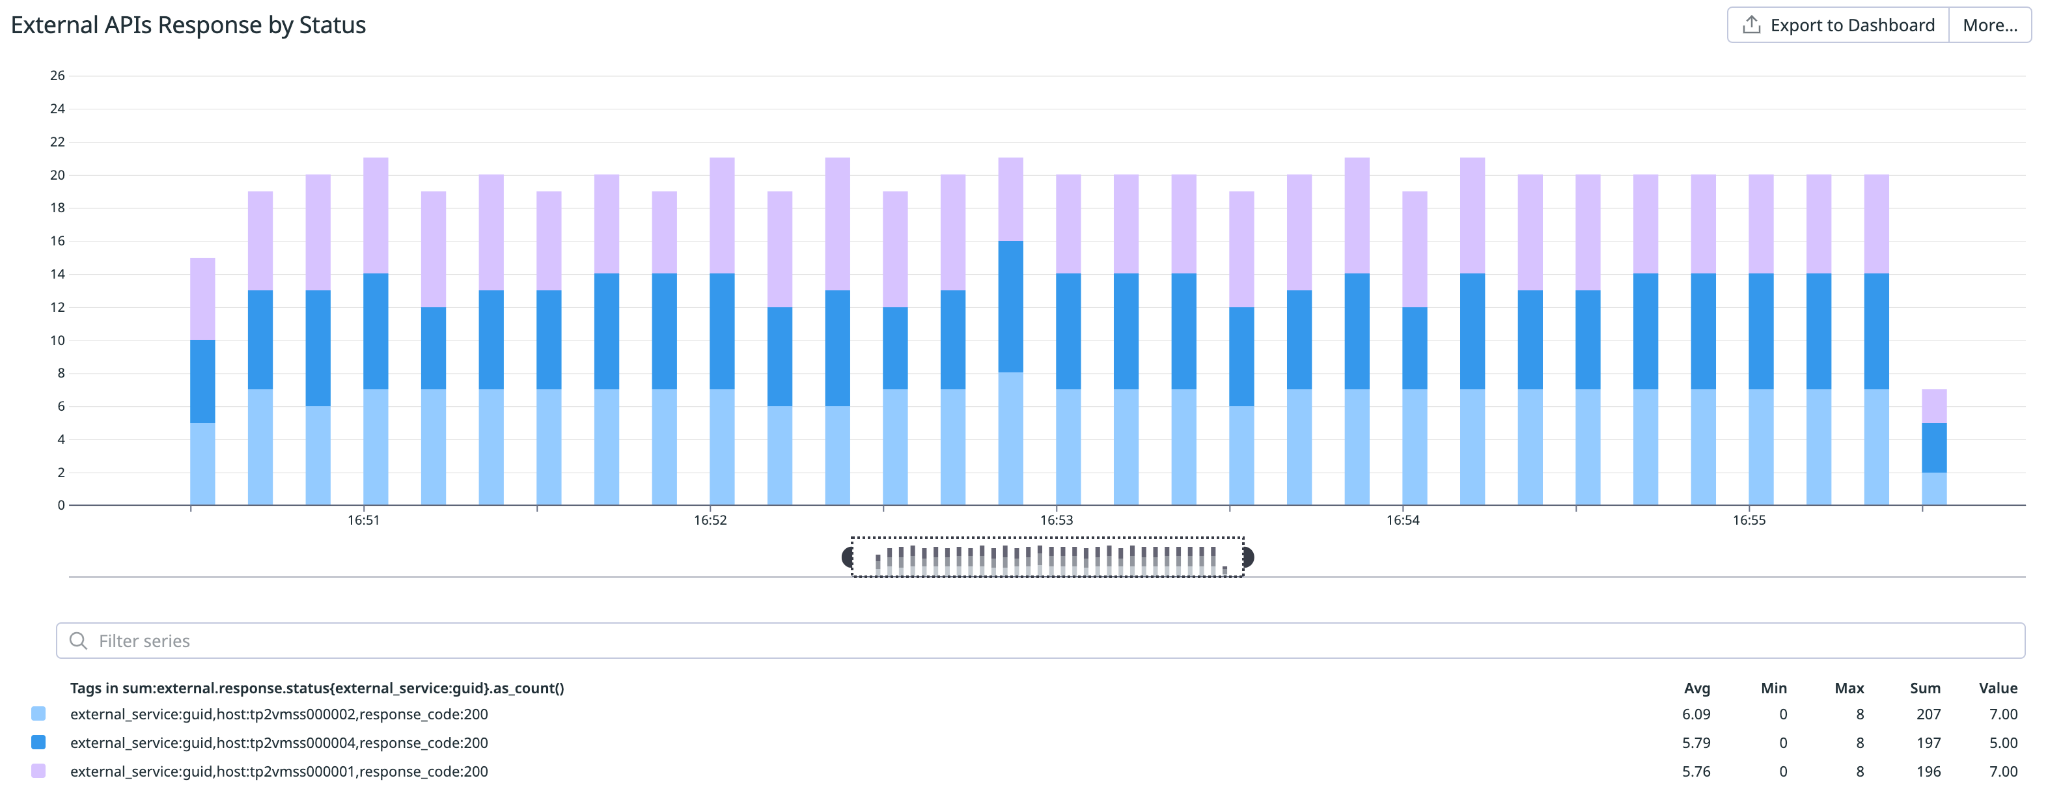 External APIs Response by Status
Export to Dashboard
More...
26
24
22
20
18
16
14
12
10
8
6
4
2
0
16:51 16:52 16:53 16:54 16:55
Filter series
Tags in sum:external.response.status{external_service:guid}.as_count() Avg Min Max Sum Value
external_service:guid,host:tp2vmss000002,response_code:200 6.09 0 8 207 7.00
external_service:guid,host:tp2vmss000004,response_code:200 5.79 0 8 197 5.00
external_service:guid,host:tp2vmss000001,response_code:200 5.76 0 8 196 7.00